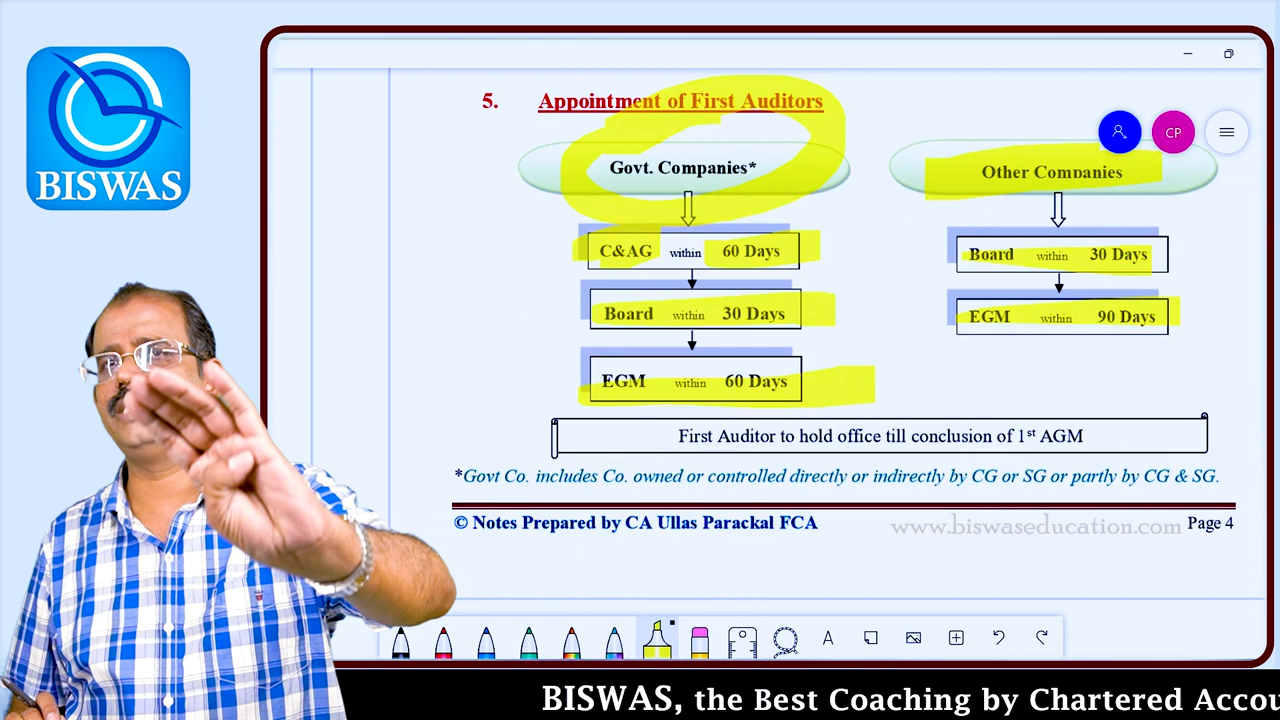 BISWAS
5. Appointment of First Auditors
CP
Govt. Companies*
Other Companies
C&AG within 60 Days
Board within 30 Days
EGM within 60 Days
Board within 30 Days
EGM within 90 Days
First Auditor to hold office till conclusion of 1st AGM
*Govt Co. includes Co. owned or controlled directly or indirectly by CG or SG or partly by CG & SG.
© Notes Prepared by CA Ullas Parackal FCA
www.biswaseducation.com Page 4
A
BISWAS, the Best Coaching by Chartered Accou